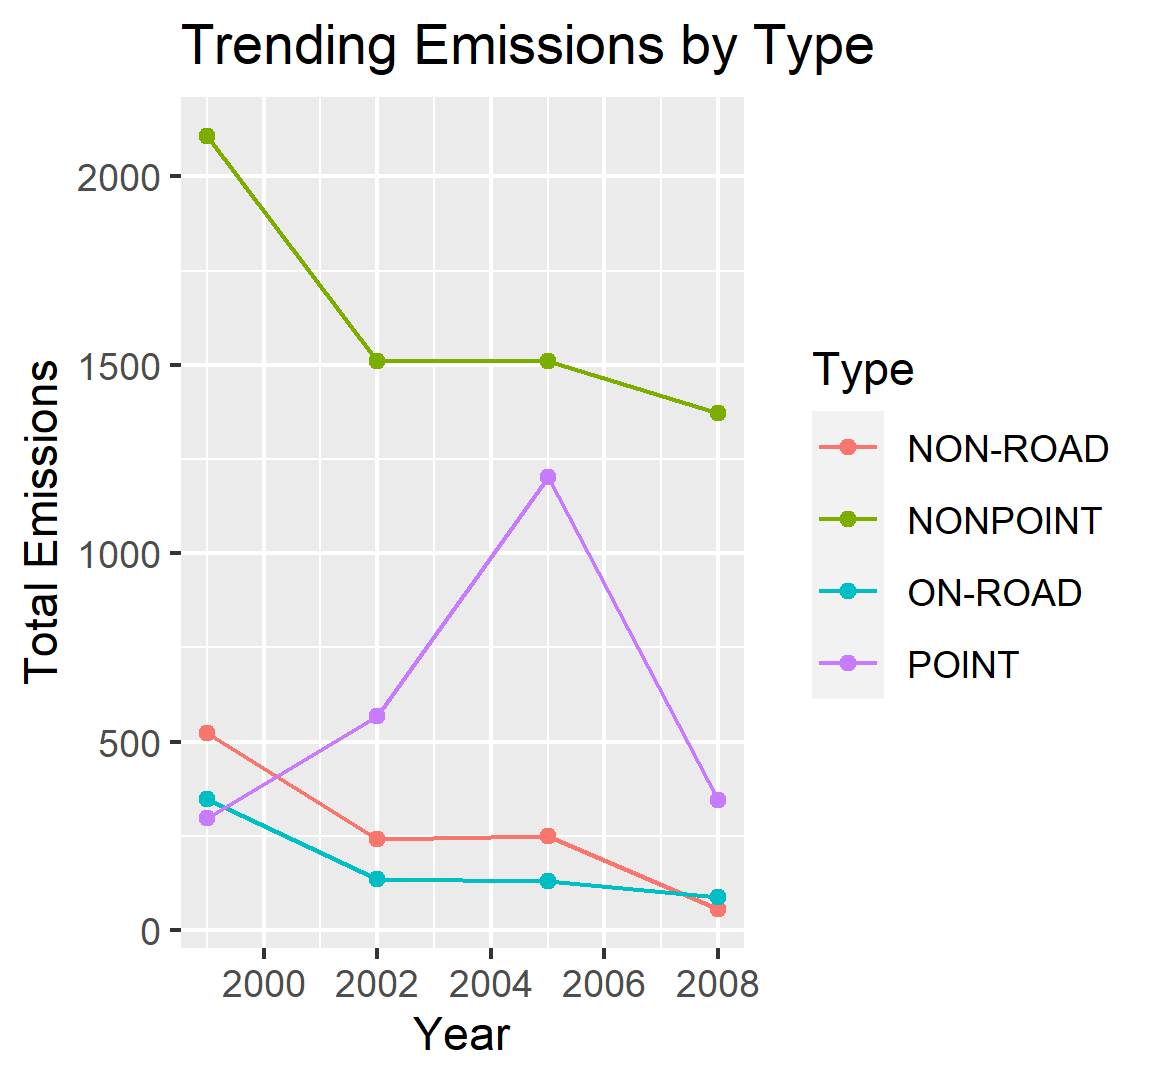 Trending Emissions by Type
Total Emissions
2000
1500
1000
500
0
2000 2002 2004 2006 2008
Year
Type
NON-ROAD
NONPOINT
ON-ROAD
POINT